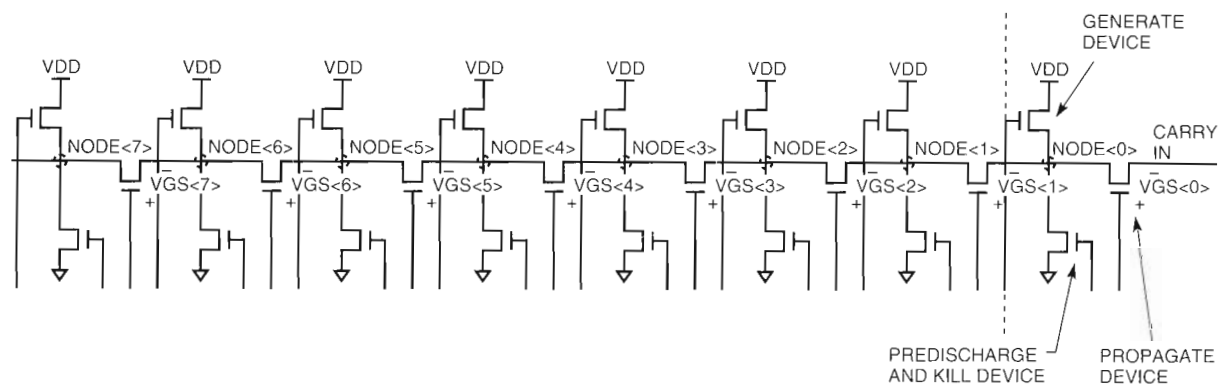 GENERATE
DEVICE
VDD VDD VDD VDD VDD VDD VDD VDD
NODE<7> NODE<6> NODE<5> NODE<4> NODE<3> NODE<2> NODE<1> NODE<0> CARRY
IN
− − − − − − − −
VGS<7> VGS<6> VGS<5> VGS<4> VGS<3> VGS<2> VGS<1> VGS<0>
+ + + + + + + +
PREDISCHARGE
AND KILL DEVICE
PROPAGATE
DEVICE